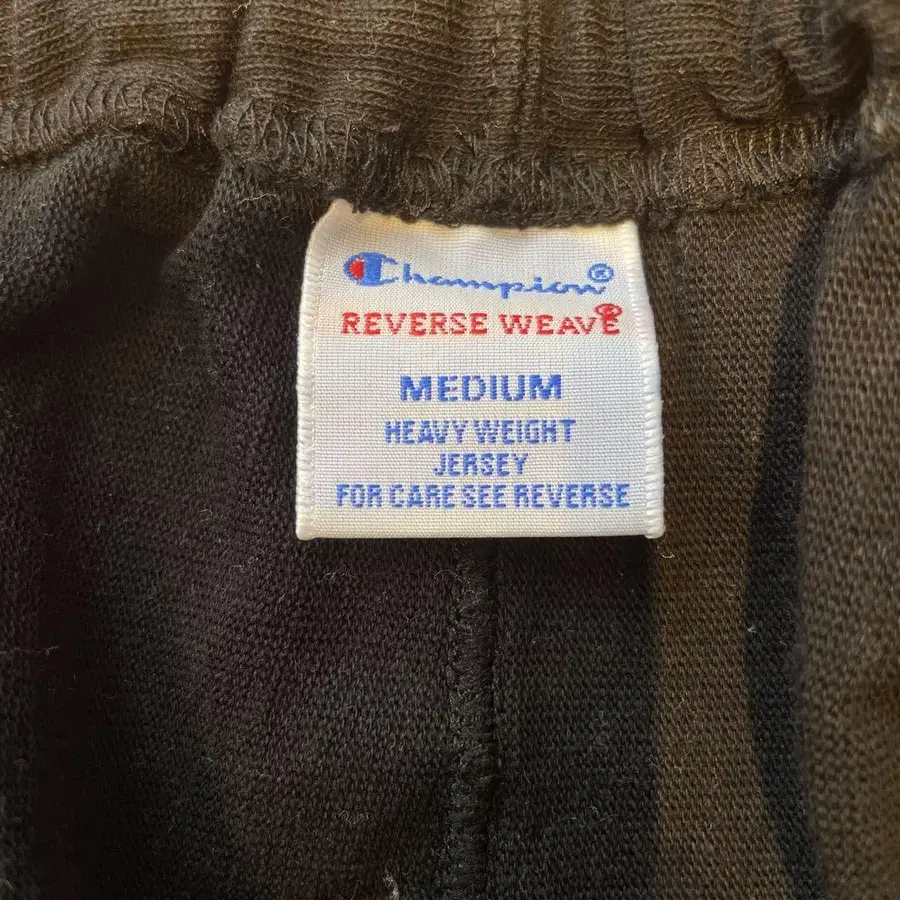 Champion®
REVERSE WEAVE®
MEDIUM
HEAVY WEIGHT
JERSEY
FOR CARE SEE REVERSE